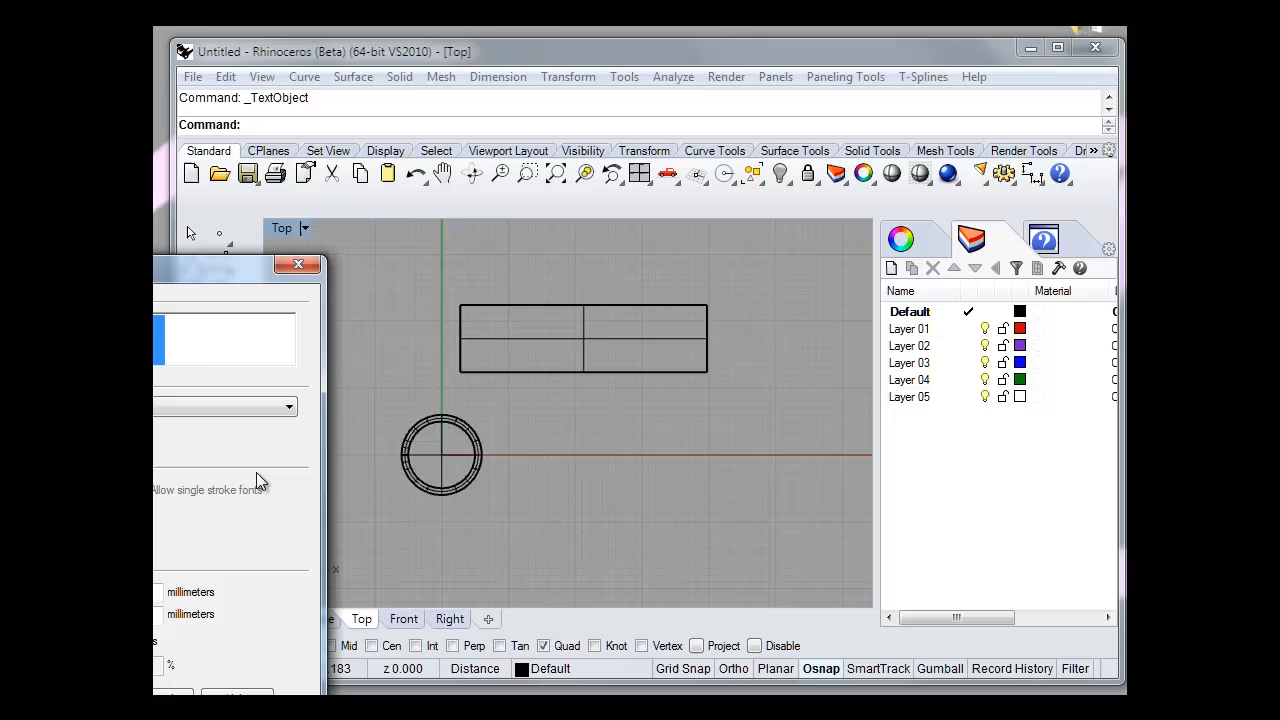 Untitled - Rhinoceros (Beta) (64-bit VS2010) - [Top]
File Edit View Curve Surface Solid Mesh Dimension Transform Tools Analyze Render Panels Paneling Tools T-Splines Help
Command: _TextObject
Command:
Standard CPlanes Set View Display Select Viewport Layout Visibility Transform Curve Tools Surface Tools Solid Tools Mesh Tools Render Tools Dr
Top
Name Material
Default
Layer 01
Layer 02
Layer 03
Layer 04
Layer 05
Allow single stroke fonts
x
millimeters
millimeters
s
%
e Top Front Right
Mid Cen Int Perp Tan Quad Knot Vertex Project Disable
183 z 0.000 Distance Default Grid Snap Ortho Planar Osnap SmartTrack Gumball Record History Filter